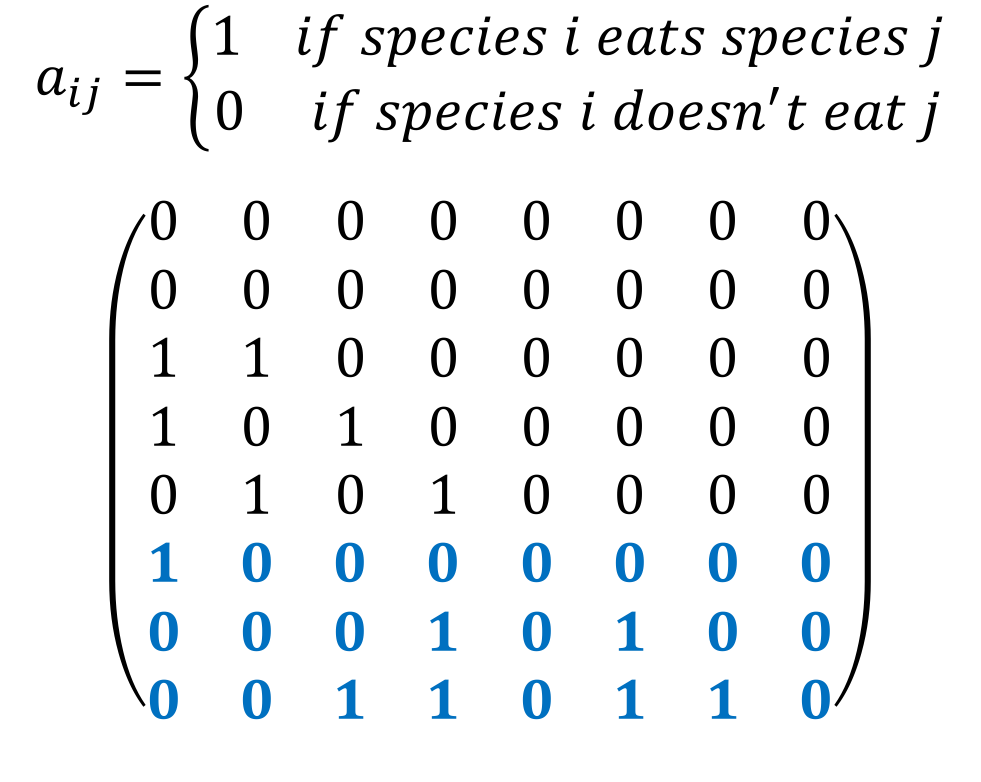 a_{ij} = { 1 if species i eats species j
0 if species i doesn't eat j
0 0 0 0 0 0 0 0
0 0 0 0 0 0 0 0
1 1 0 0 0 0 0 0
1 0 1 0 0 0 0 0
0 1 0 1 0 0 0 0
1 0 0 0 0 0 0 0
0 0 0 1 0 1 0 0
0 0 1 1 0 1 1 0